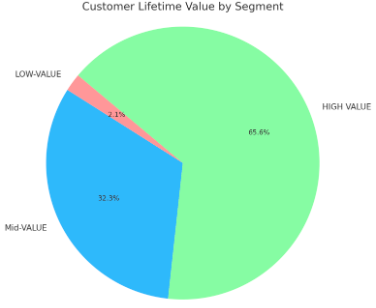 Customer Lifetime Value by Segment
LOW-VALUE
2.1%
HIGH VALUE
65.6%
32.3%
Mid-VALUE